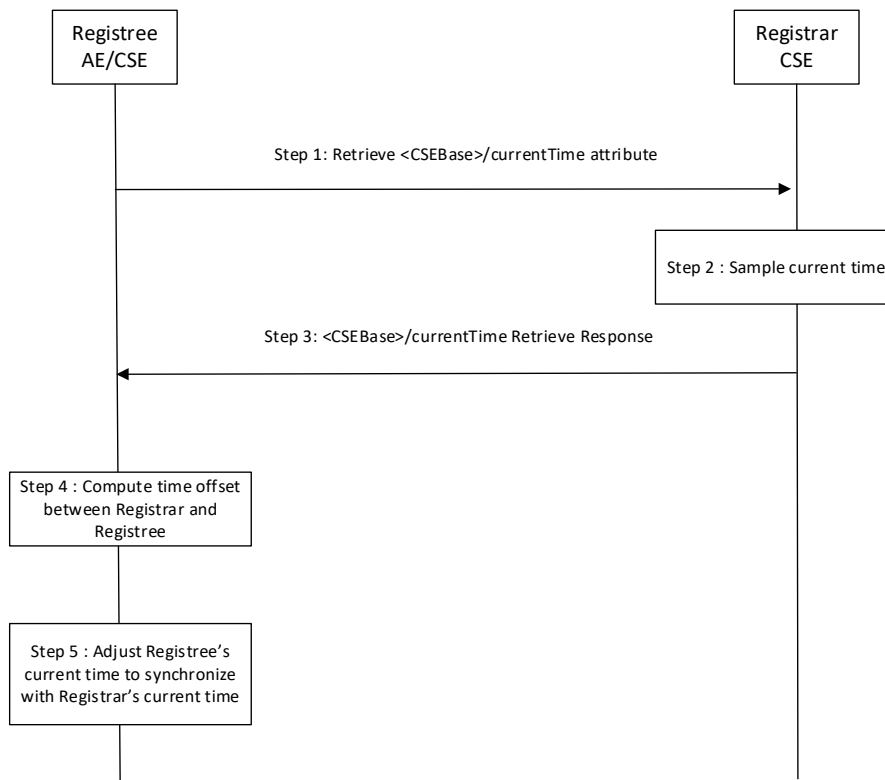 Registree
AE/CSE
Registrar
CSE
Step 1: Retrieve <CSEBase>/currentTime attribute
Step 2 : Sample current time
Step 3: <CSEBase>/currentTime Retrieve Response
Step 4 : Compute time offset
between Registrar and
Registree
Step 5 : Adjust Registree’s
current time to synchronize
with Registrar’s current time